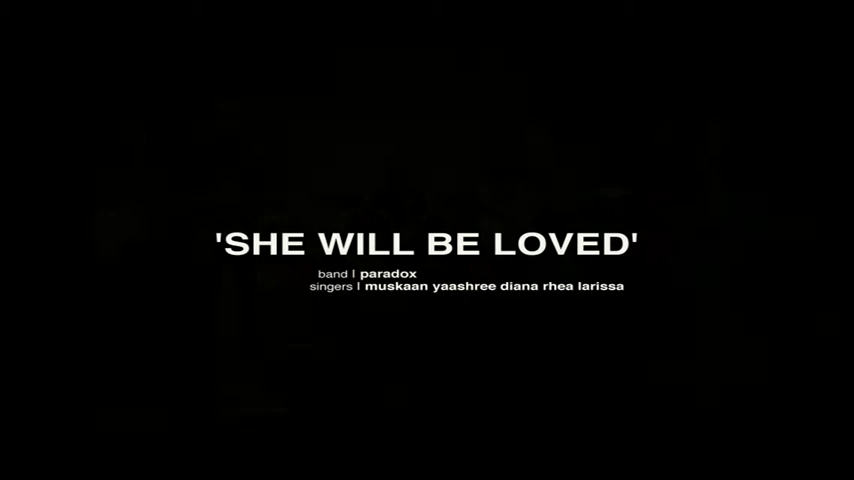 'SHE WILL BE LOVED'
band | paradox
singers | muskaan yaashree diana rhea larissa